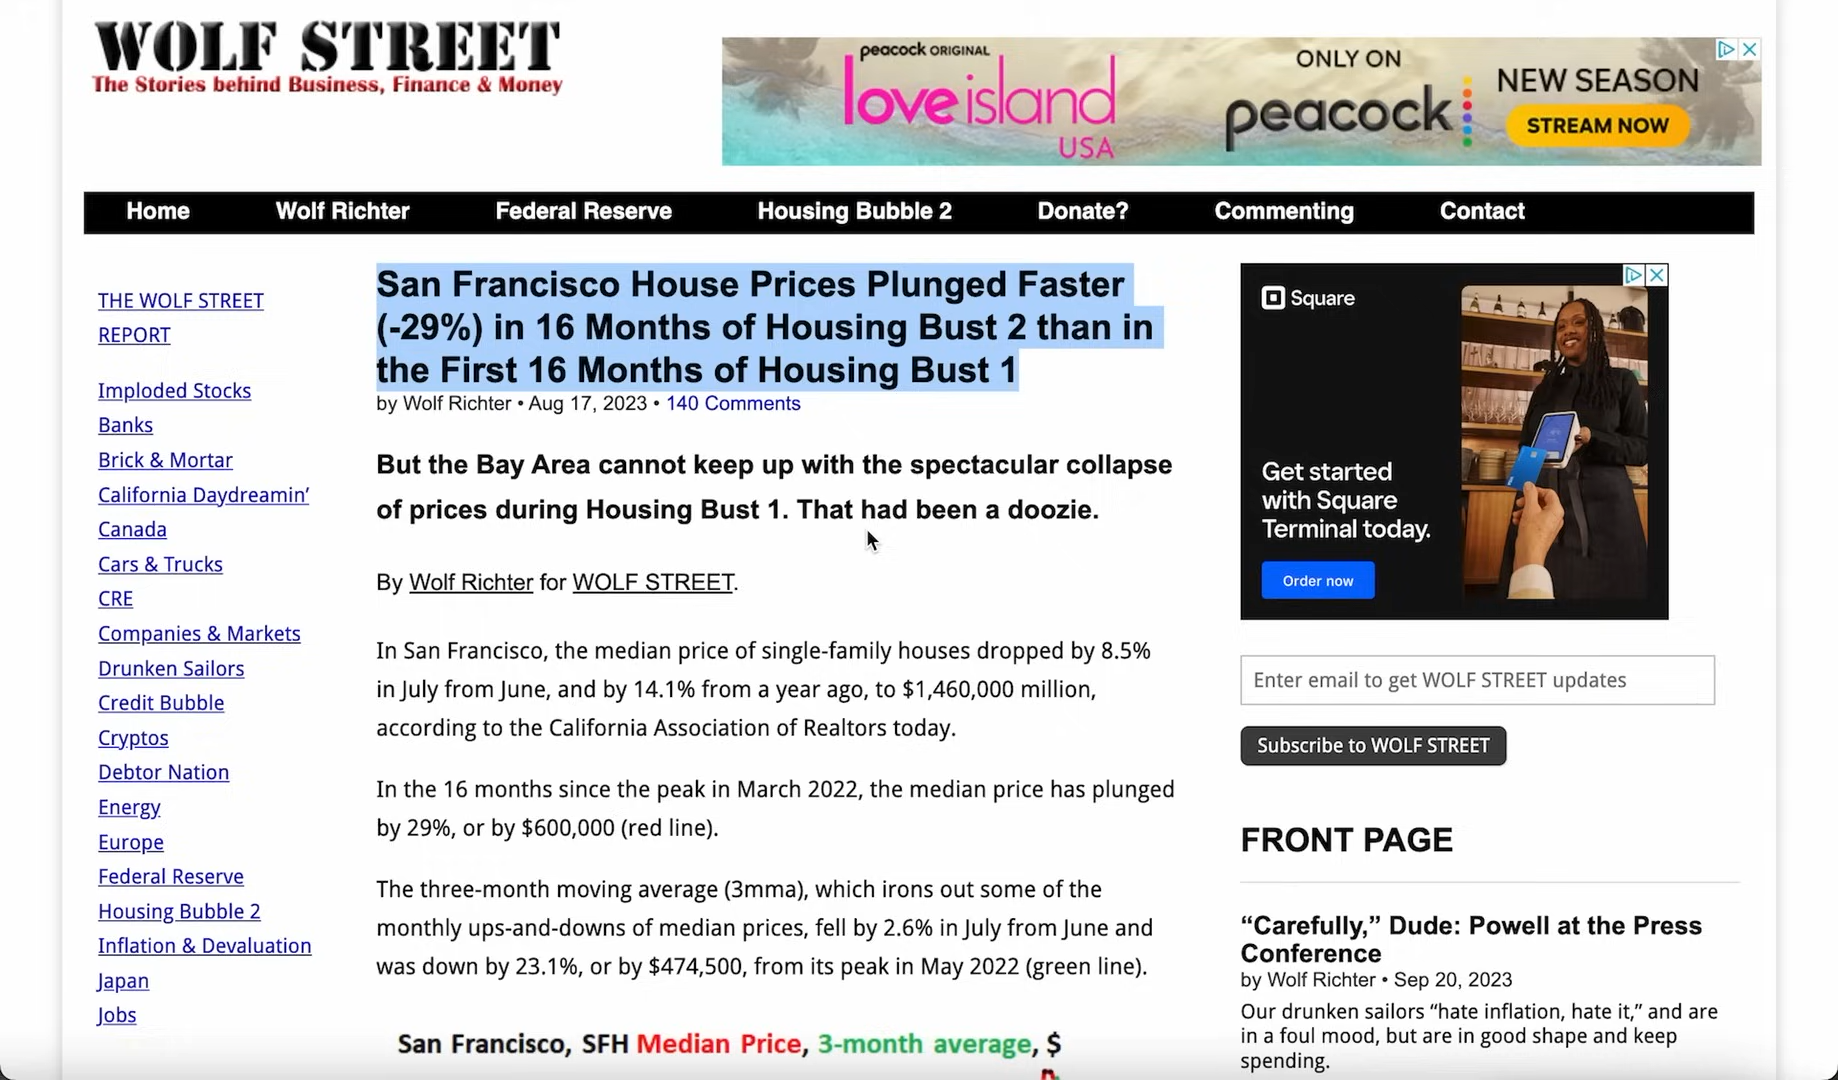 WOLF STREET
The Stories behind Business, Finance & Money
peacock ORIGINAL
loveisland
USA
ONLY ON
peacock
NEW SEASON
STREAM NOW
Home
Wolf Richter
Federal Reserve
Housing Bubble 2
Donate?
Commenting
Contact
THE WOLF STREET
REPORT
Imploded Stocks
Banks
Brick & Mortar
California Daydreamin’
Canada
Cars & Trucks
CRE
Companies & Markets
Drunken Sailors
Credit Bubble
Cryptos
Debtor Nation
Energy
Europe
Federal Reserve
Housing Bubble 2
Inflation & Devaluation
Japan
Jobs
San Francisco House Prices Plunged Faster
(-29%) in 16 Months of Housing Bust 2 than in
the First 16 Months of Housing Bust 1
by Wolf Richter • Aug 17, 2023 • 140 Comments
But the Bay Area cannot keep up with the spectacular collapse
of prices during Housing Bust 1. That had been a doozie.
By Wolf Richter for WOLF STREET.
In San Francisco, the median price of single-family houses dropped by 8.5%
in July from June, and by 14.1% from a year ago, to $1,460,000 million,
according to the California Association of Realtors today.
In the 16 months since the peak in March 2022, the median price has plunged
by 29%, or by $600,000 (red line).
The three-month moving average (3mma), which irons out some of the
monthly ups-and-downs of median prices, fell by 2.6% in July from June and
was down by 23.1%, or by $474,500, from its peak in May 2022 (green line).
San Francisco, SFH Median Price, 3-month average, $
Square
Get started
with Square
Terminal today.
Order now
Enter email to get WOLF STREET updates
Subscribe to WOLF STREET
FRONT PAGE
“Carefully,” Dude: Powell at the Press
Conference
by Wolf Richter • Sep 20, 2023
Our drunken sailors “hate inflation, hate it,” and are
in a foul mood, but are in good shape and keep
spending.